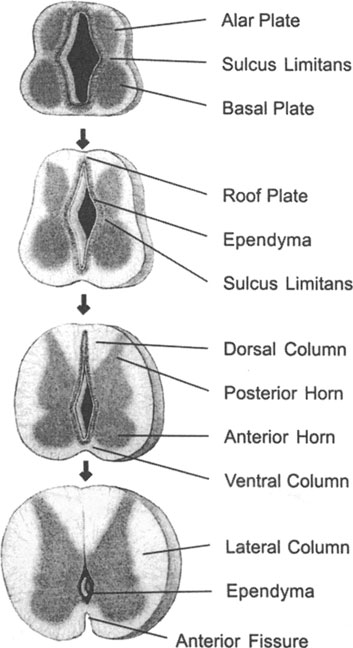 Alar Plate
Sulcus Limitans
Basal Plate
Roof Plate
Ependyma
Sulcus Limitans
Dorsal Column
Posterior Horn
Anterior Horn
Ventral Column
Lateral Column
Ependyma
Anterior Fissure